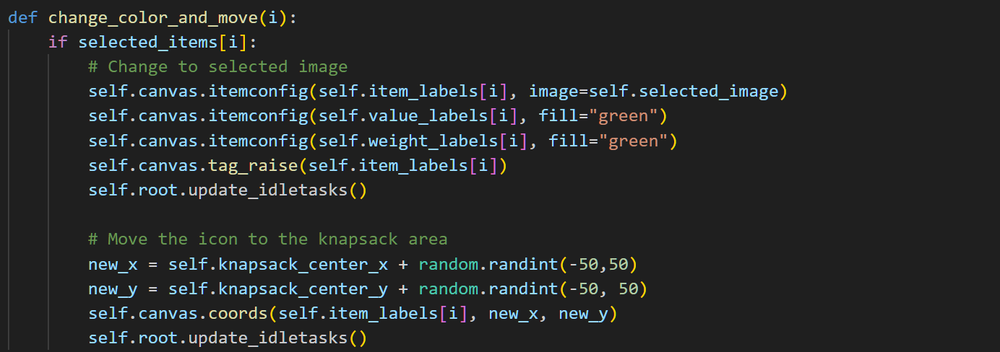 def change_color_and_move(i):
    if selected_items[i]:
        # Change to selected image
        self.canvas.itemconfig(self.item_labels[i], image=self.selected_image)
        self.canvas.itemconfig(self.value_labels[i], fill="green")
        self.canvas.itemconfig(self.weight_labels[i], fill="green")
        self.canvas.tag_raise(self.item_labels[i])
        self.root.update_idletasks()

        # Move the icon to the knapsack area
        new_x = self.knapsack_center_x + random.randint(-50,50)
        new_y = self.knapsack_center_y + random.randint(-50, 50)
        self.canvas.coords(self.item_labels[i], new_x, new_y)
        self.root.update_idletasks()